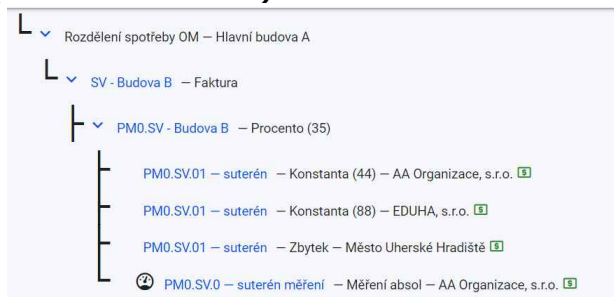 Rozdělení spotřeby OM — Hlavní budova A
SV - Budova B — Faktura
PM0.SV - Budova B — Procento (35)
PM0.SV.01 — suterén — Konstanta (44) — AA Organizace, s.r.o.
PM0.SV.01 — suterén — Konstanta (88) — EDUHA, s.r.o.
PM0.SV.01 — suterén — Zbytek — Město Uherské Hradiště
PM0.SV.0 — suterén měření — Měření absol — AA Organizace, s.r.o.